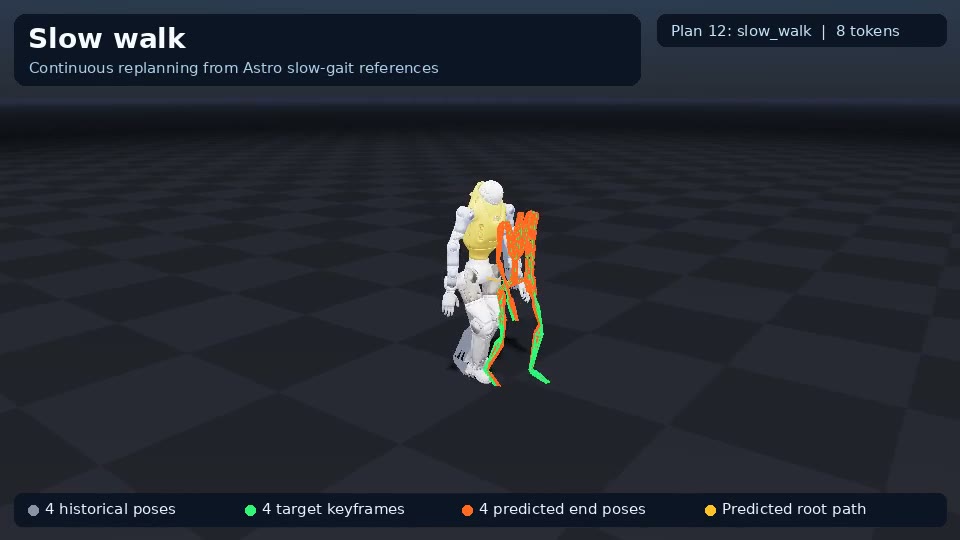 Slow walk
Continuous replanning from Astro slow-gait references
Plan 12: slow_walk | 8 tokens
4 historical poses
4 target keyframes
4 predicted end poses
Predicted root path